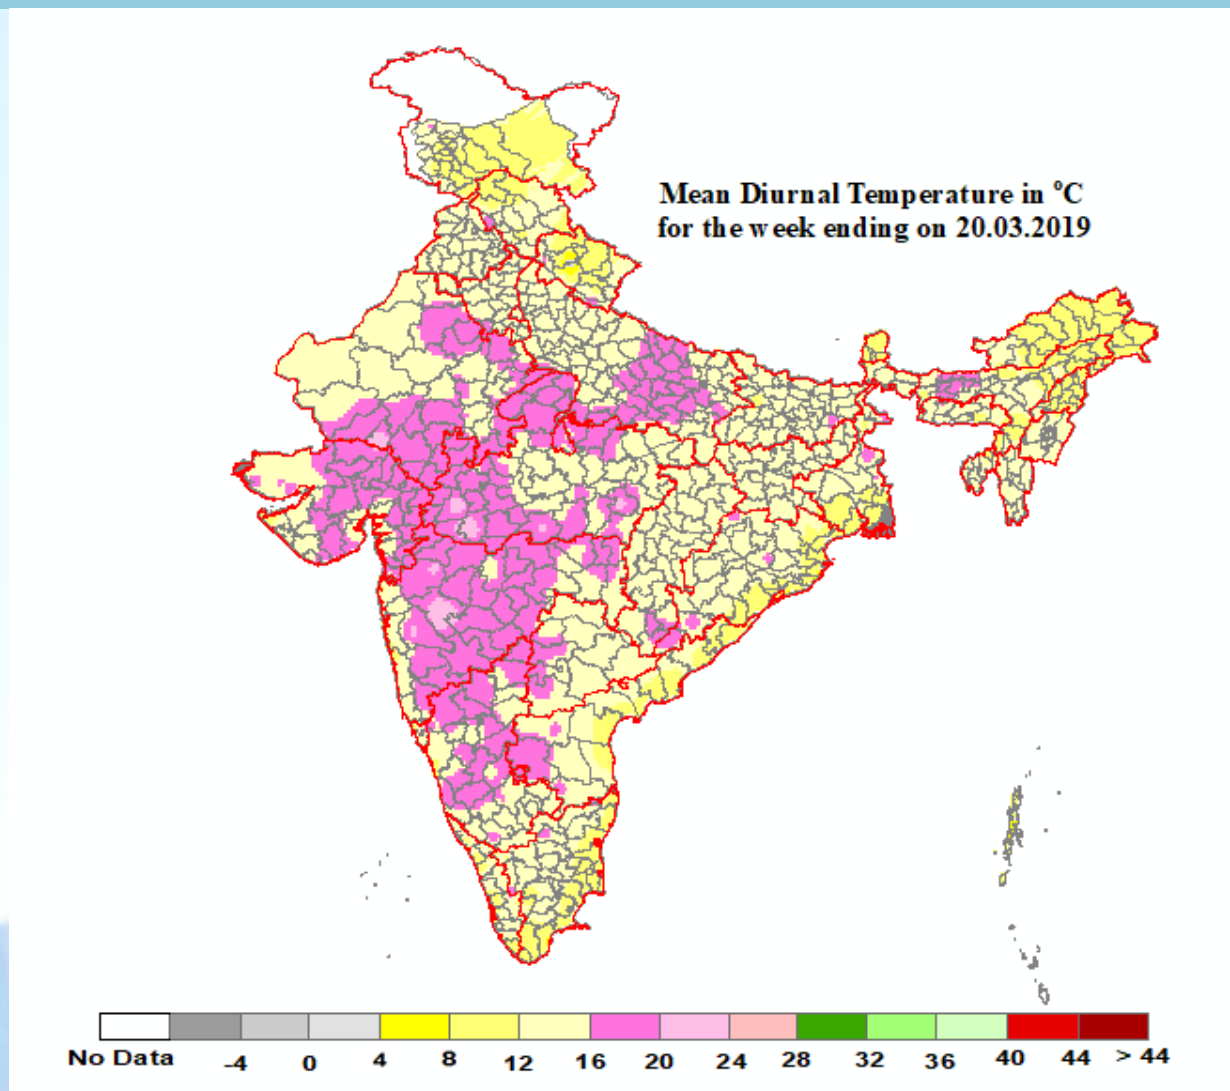 Mean Diurnal Temperature in °C
for the week ending on 20.03.2019
No Data -4 0 4 8 12 16 20 24 28 32 36 40 44 > 44